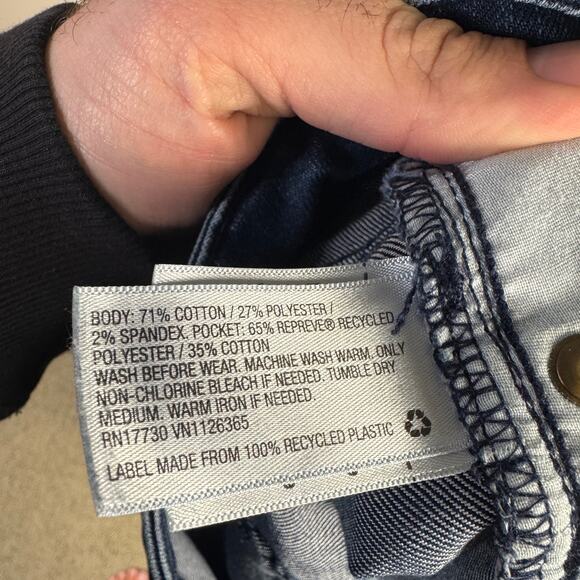 BODY: 71% COTTON / 27% POLYESTER /
2% SPANDEX. POCKET: 65% REPREVE® RECYCLED
POLYESTER / 35% COTTON
WASH BEFORE WEAR. MACHINE WASH WARM. ONLY
NON-CHLORINE BLEACH IF NEEDED. TUMBLE DRY
MEDIUM. WARM IRON IF NEEDED.
RN17730 VN1126365
LABEL MADE FROM 100% RECYCLED PLASTIC